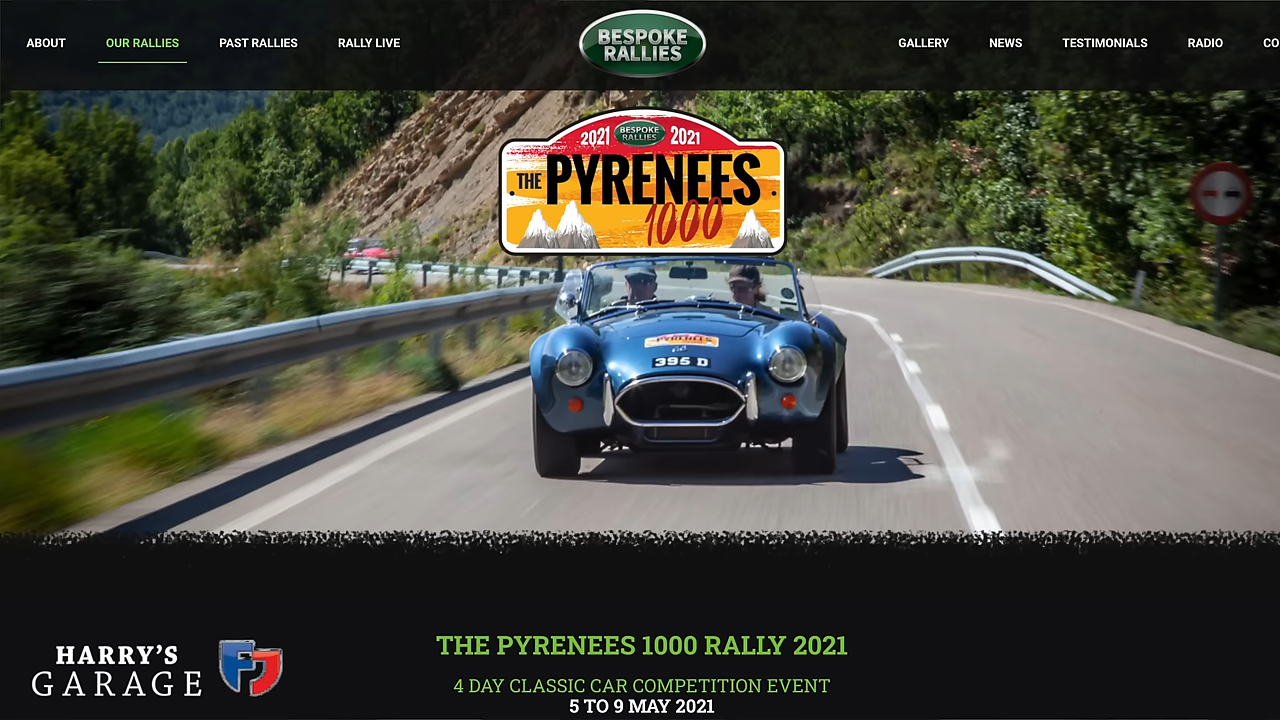 ABOUT
OUR RALLIES
PAST RALLIES
RALLY LIVE
BESPOKE
RALLIES
GALLERY
NEWS
TESTIMONIALS
RADIO
CO
2021 BESPOKE RALLIES 2021
THE PYRENEES
1000
PYRENEES
395 D
HARRY'S
GARAGE
THE PYRENEES 1000 RALLY 2021
4 DAY CLASSIC CAR COMPETITION EVENT
5 TO 9 MAY 2021